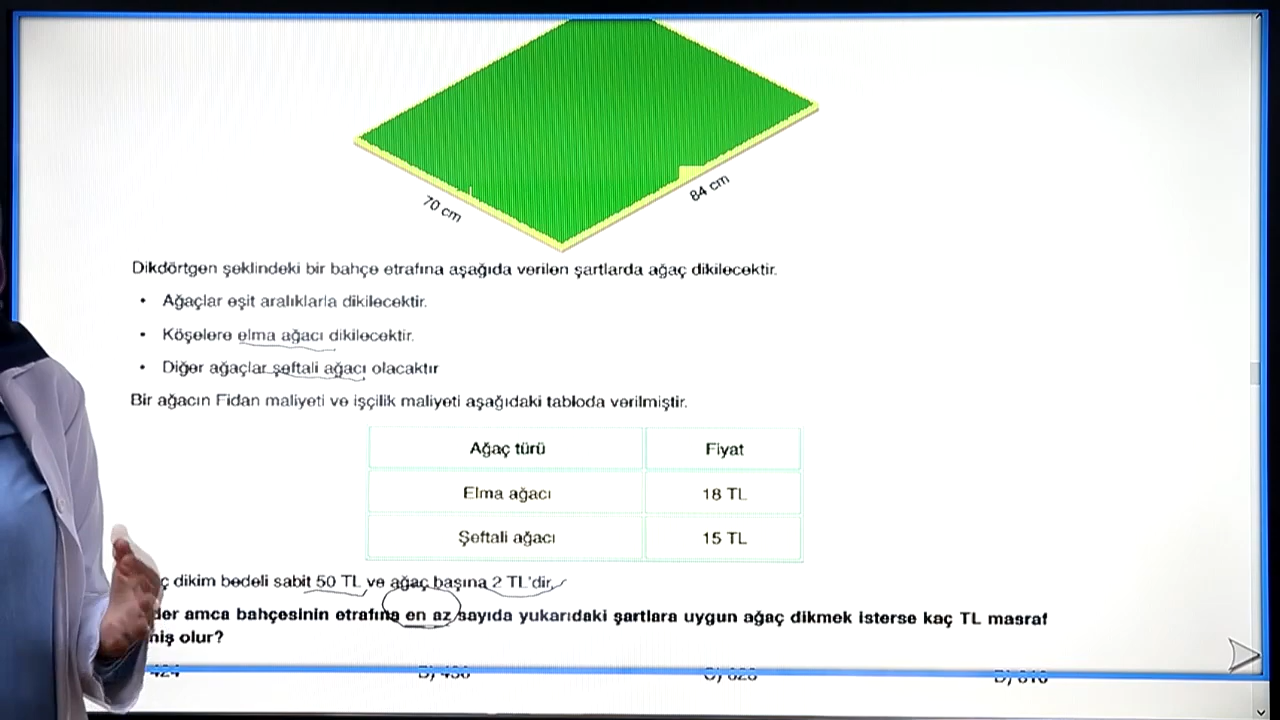 70 cm
84 cm
Dikdörtgen şeklindeki bir bahçe etrafına aşağıda verilen şartlarda ağaç dikilecektir.
• Ağaçlar eşit aralıklarla dikilecektir.
• Köşelere elma ağacı dikilecektir.
• Diğer ağaçlar şeftali ağacı olacaktır
Bir ağacın Fidan maliyeti ve işçilik maliyeti aşağıdaki tabloda verilmiştir.
Ağaç türü Fiyat
Elma ağacı 18 TL
Şeftali ağacı 15 TL
dikim bedeli sabit 50 TL ve ağaç başına 2 TL'dir.
amca bahçesinin etrafına en az sayıda yukarıdaki şartlara uygun ağaç dikmek isterse kaç TL masraf
olur?